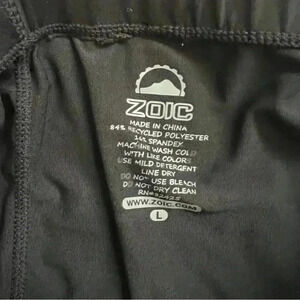 ZOIC
MADE IN CHINA
84% RECYCLED POLYESTER
16% SPANDEX
MACHINE WASH COLD
WITH LIKE COLORS
USE MILD DETERGENT
LINE DRY
DO NOT USE BLEACH
DO NOT DRY CLEAN
WWW.ZOIC.COM
L